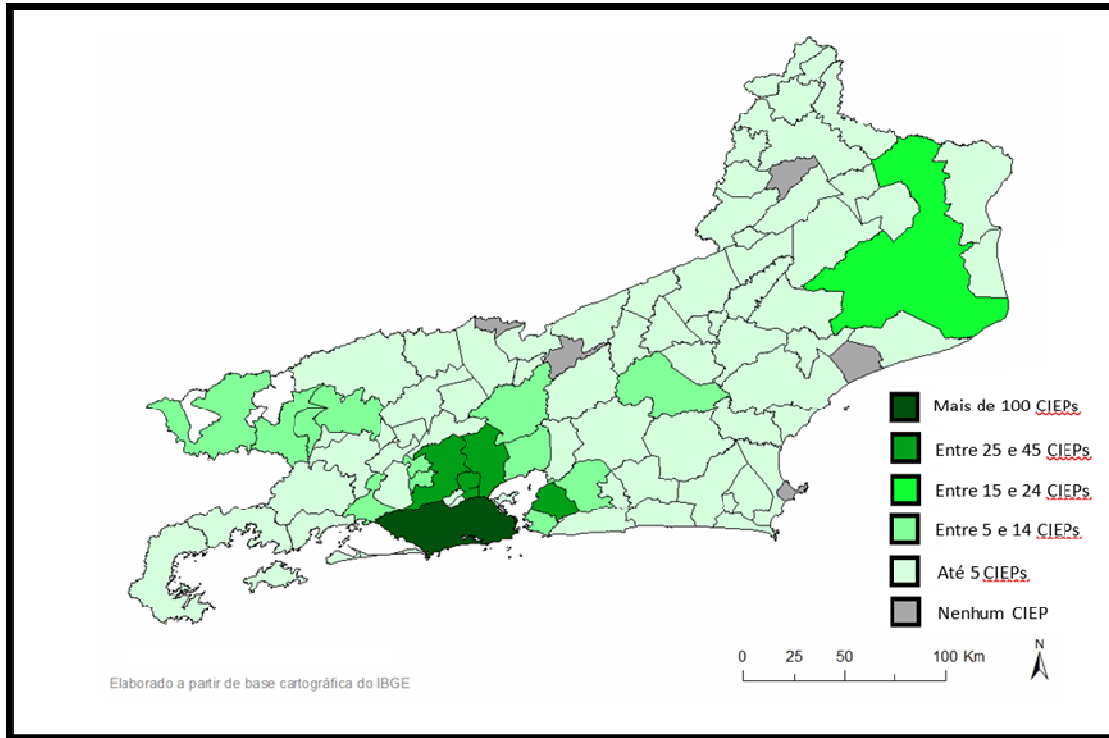 Mais de 100 CIEPs
Entre 25 e 45 CIEPs
Entre 15 e 24 CIEPs
Entre 5 e 14 CIEPs
Até 5 CIEPs
Nenhum CIEP
N
0 25 50 100 Km
Elaborado a partir de base cartográfica do IBGE